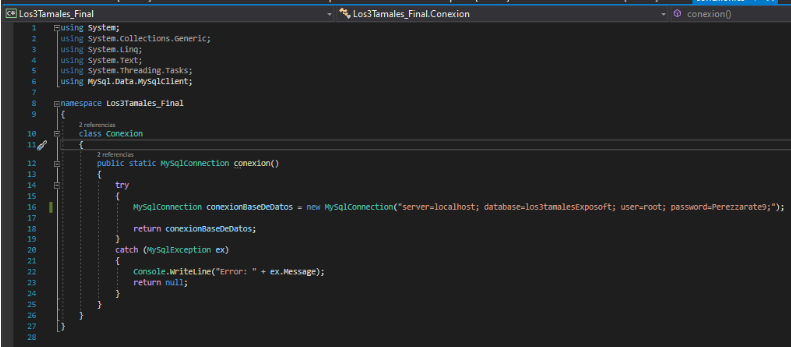 Los3Tamales_Final Los3Tamales_Final.Conexion conexion()
1 using System;
2 using System.Collections.Generic;
3 using System.Linq;
4 using System.Text;
5 using System.Threading.Tasks;
6 using MySql.Data.MySqlClient;
7
8 namespace Los3Tamales_Final
9 {
2 referencias
10 class Conexion
11 {
2 referencias
12 public static MySqlConnection conexion()
13 {
14 try
15 {
16 MySqlConnection conexionBaseDeDatos = new MySqlConnection("server=localhost; database=los3tamalesExposoft; user=root; password=Perezzarate9;");
17
18 return conexionBaseDeDatos;
19 }
20 catch (MySqlException ex)
21 {
22 Console.WriteLine("Error: " + ex.Message);
23 return null;
24 }
25 }
26 }
27 }
28